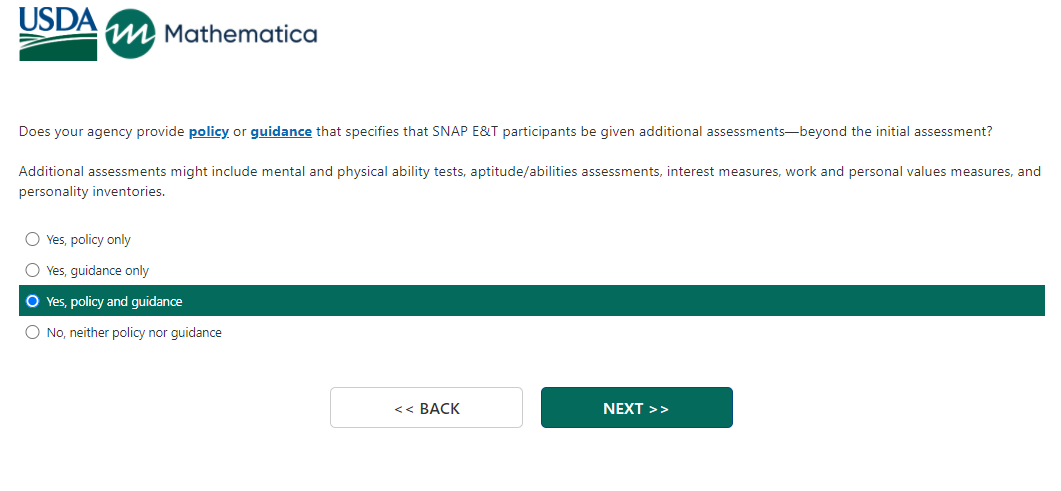 USDA
Mathematica
Does your agency provide policy or guidance that specifies that SNAP E&T participants be given additional assessments—beyond the initial assessment?
Additional assessments might include mental and physical ability tests, aptitude/abilities assessments, interest measures, work and personal values measures, and
personality inventories.
Yes, policy only
Yes, guidance only
Yes, policy and guidance
No, neither policy nor guidance
<< BACK
NEXT >>